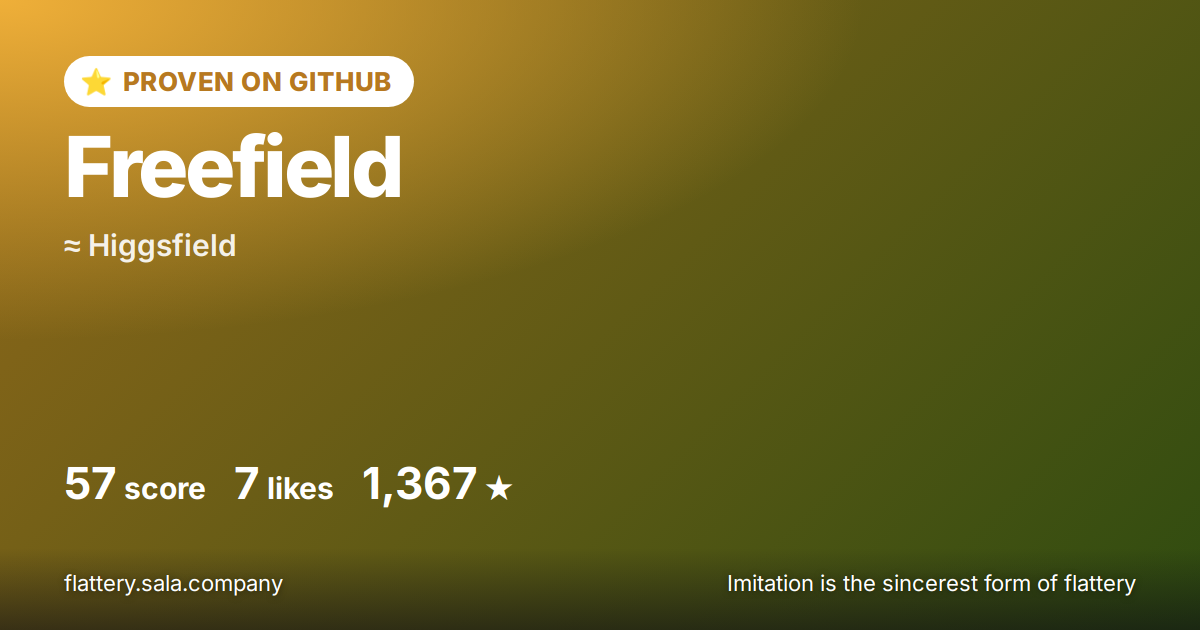 ⭐ PROVEN ON GITHUB
Freefield
≈ Higgsfield
57 score 7 likes 1,367 ★
flattery.sala.company
Imitation is the sincerest form of flattery